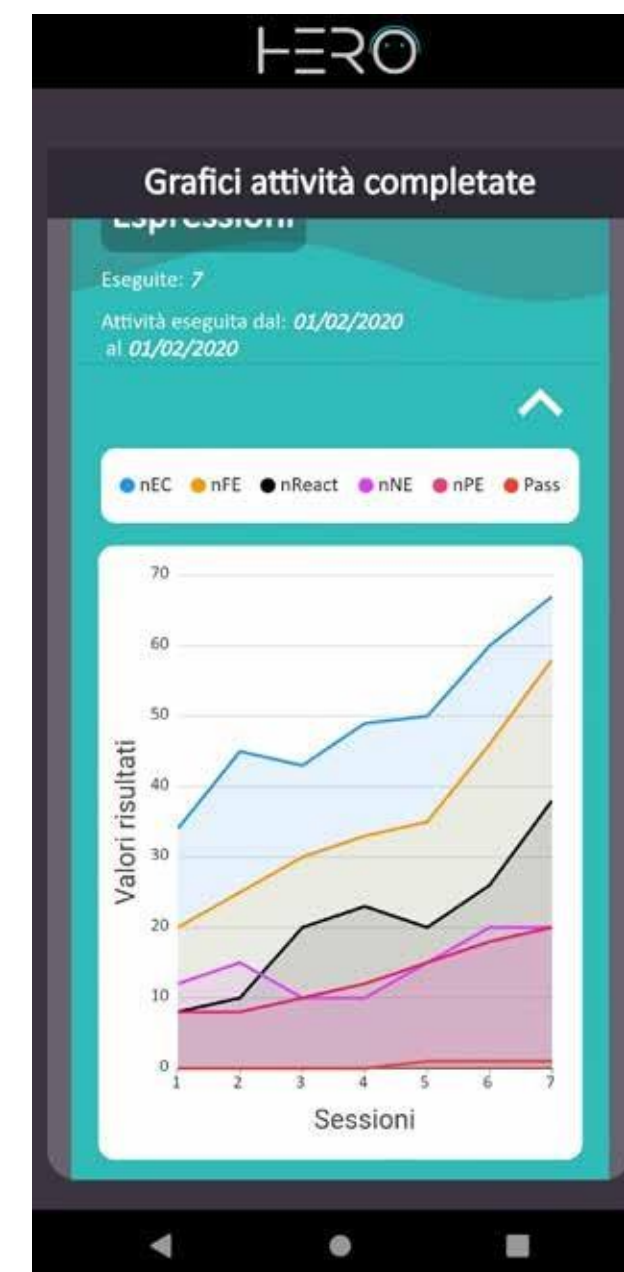 HERO
Grafici attività completate
Espressioni
Eseguite: 7
Attività eseguita dal: 01/02/2020
al 01/02/2020
nEC nFE nReact nNE nPE Pass
70
60
50
40
30
20
10
0
Valori risultati
1 2 3 4 5 6 7
Sessioni